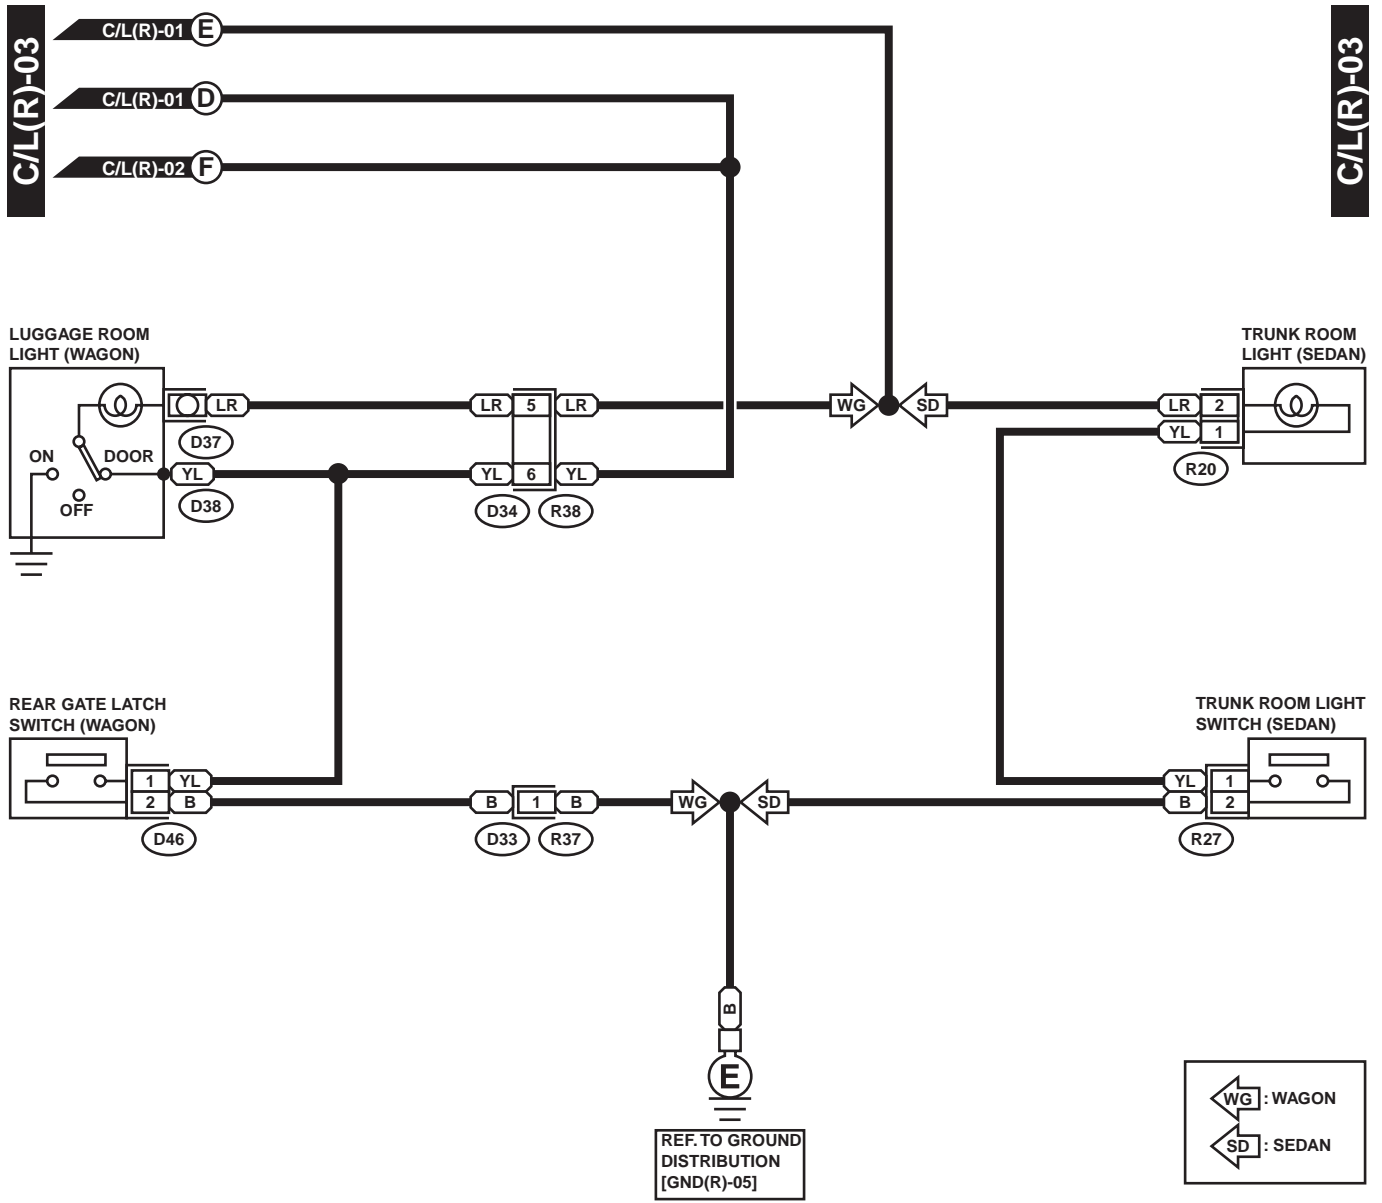 C/L(R)-03
C/L(R)-01 E
C/L(R)-03
C/L(R)-01 D
C/L(R)-02 F
LUGGAGE ROOM
LIGHT (WAGON)
TRUNK ROOM
LIGHT (SEDAN)
LR
LR 5 LR
WG SD
LR 2
YL 1
D37
ON DOOR
OFF
YL
YL 6 YL
R20
D38
D34 R38
REAR GATE LATCH
SWITCH (WAGON)
TRUNK ROOM LIGHT
SWITCH (SEDAN)
1 YL
2 B
B 1 B
WG SD
YL 1
B 2
D46
D33 R37
R27
B
E
REF. TO GROUND
DISTRIBUTION
[GND(R)-05]
WG : WAGON
SD : SEDAN